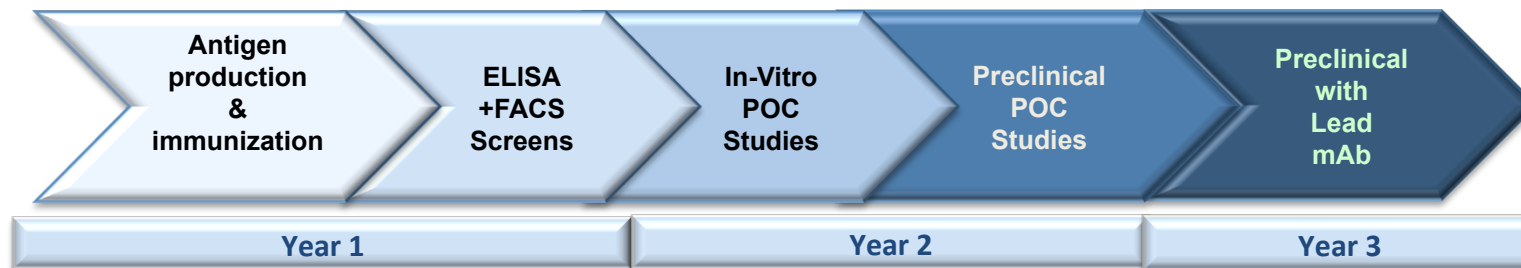 Antigen
production
&
immunization
ELISA
+FACS
Screens
In-Vitro
POC
Studies
Preclinical
POC
Studies
Preclinical
with
Lead
mAb
Year 1
Year 2
Year 3